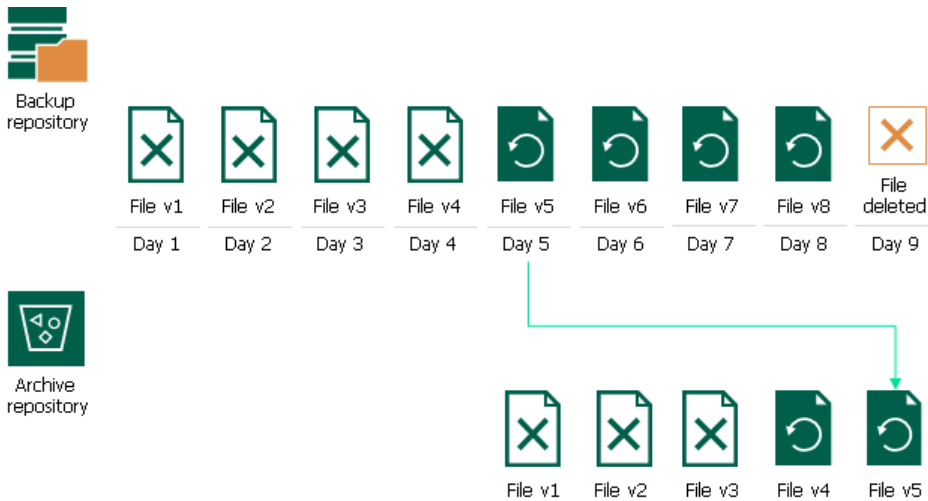 Backup
repository
File v1 File v2 File v3 File v4 File v5 File v6 File v7 File v8 File
deleted
Day 1 Day 2 Day 3 Day 4 Day 5 Day 6 Day 7 Day 8 Day 9
Archive
repository
File v1 File v2 File v3 File v4 File v5